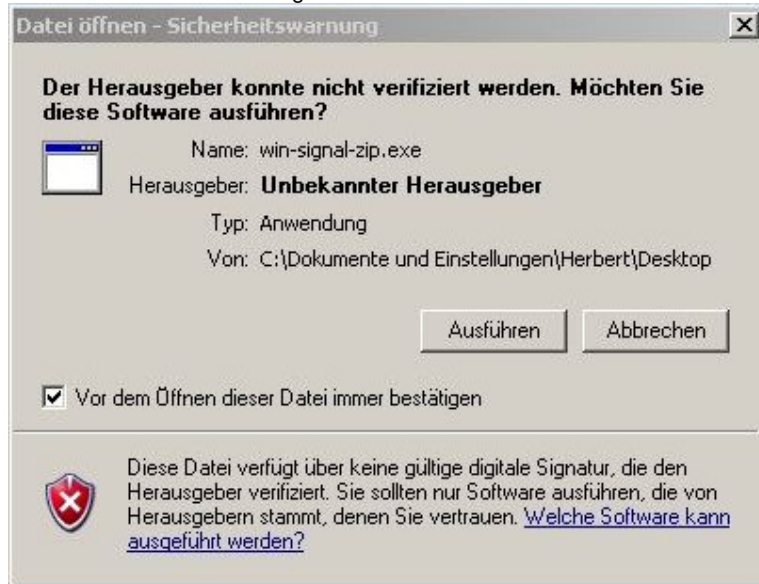 Datei öffnen - Sicherheitswarnung
Der Herausgeber konnte nicht verifiziert werden. Möchten Sie
diese Software ausführen?
Name: win-signal-zip.exe
Herausgeber: Unbekannter Herausgeber
Typ: Anwendung
Von: C:\Dokumente und Einstellungen\Herbert\Desktop
Ausführen Abbrechen
Vor dem Öffnen dieser Datei immer bestätigen
Diese Datei verfügt über keine gültige digitale Signatur, die den
Herausgeber verifiziert. Sie sollten nur Software ausführen, die von
Herausgebern stammt, denen Sie vertrauen. Welche Software kann
ausgeführt werden?